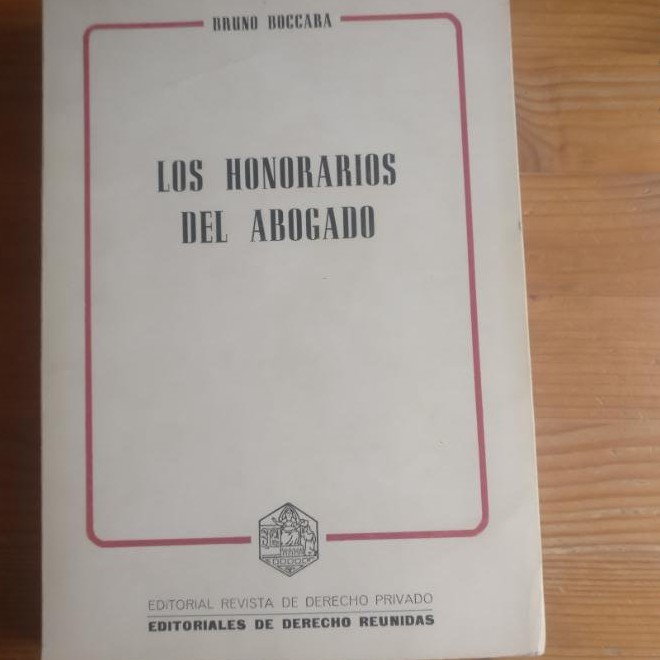 BRUNO BOCCARA
LOS HONORARIOS
DEL ABOGADO
EDITORIAL REVISTA DE DERECHO PRIVADO
EDITORIALES DE DERECHO REUNIDAS